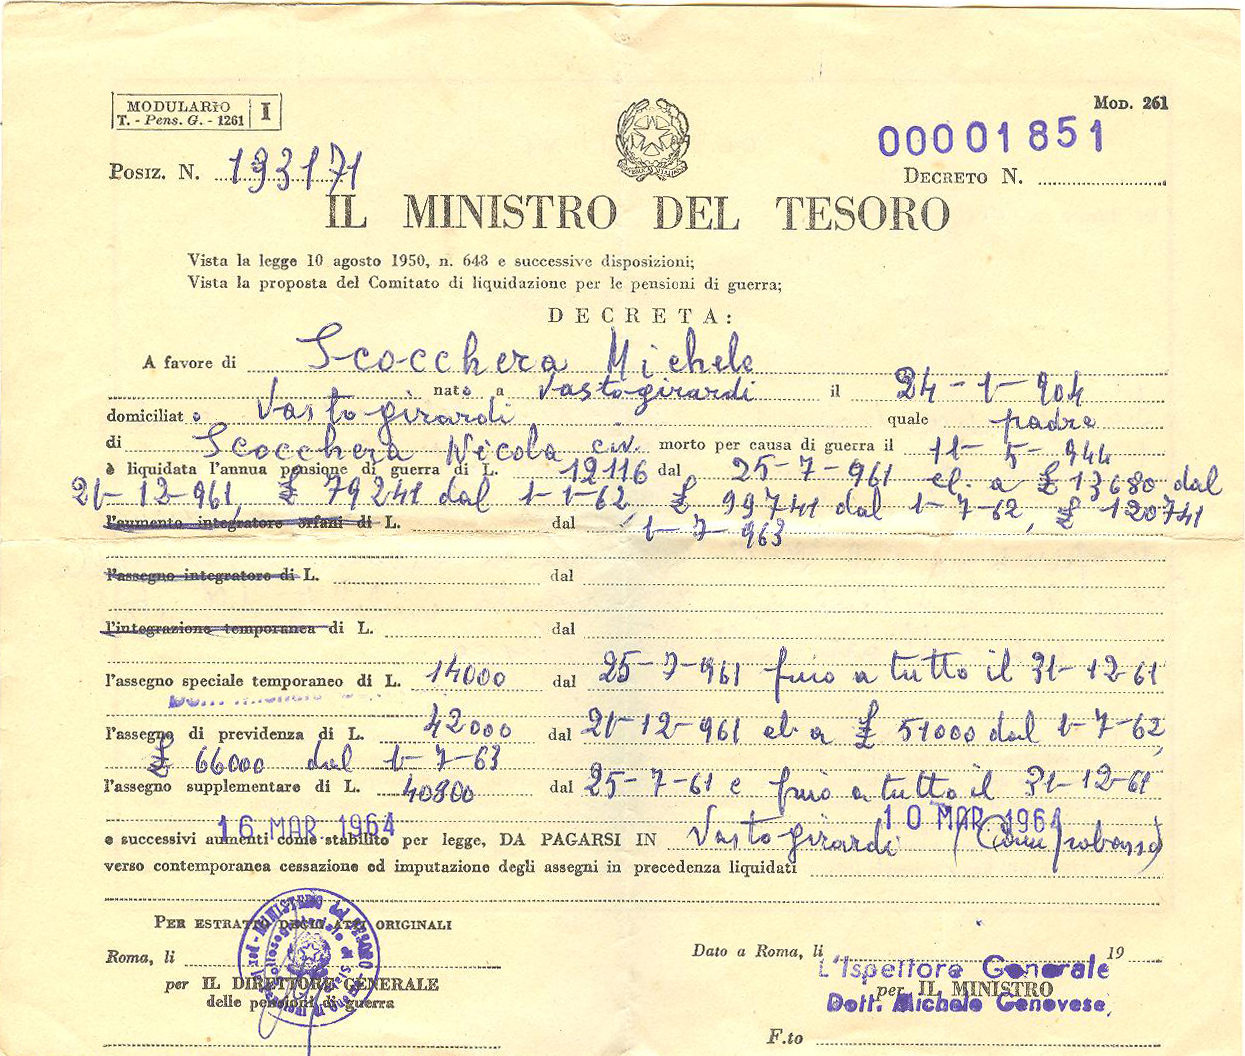 MODULARIO
T. - Pens. G. - 1261 I
Mod. 261
00001851
Posiz. N. 193171
Decreto N.
IL MINISTRO DEL TESORO
Vista la legge 10 agosto 1950, n. 648 e successive disposizioni;
Vista la proposta del Comitato di liquidazione per le pensioni di guerra;
DECRETA:
A favore di Scocchera Michele
nato a Vastogirardi il 24-1-904
domiciliato Vastogirardi quale padre
di Scocchera Nicola civ. morto per causa di guerra il 11-5-944
è liquidata l'annua pensione di guerra di L. 12116 dal 25-7-961 el. a £ 13680 dal
21-12-961, £ 79241 dal 1-1-62, £ 99741 dal 1-7-62, £ 120741
l'aumento integratore orfani di L. dal 1-7-963
l'assegno integratore di L. dal
l'integrazione temporanea di L. dal
l'assegno speciale temporaneo di L. 14000 dal 25-7-961 fino a tutto il 31-12-61
l'assegno di previdenza di L. 42000 dal 21-12-961 el. a £ 51000 dal 1-7-62,
£ 66000 dal 1-7-63
l'assegno supplementare di L. 40800 dal 25-7-61 e fino a tutto il 31-12-61
16 MAR 1964
10 MAR. 1964
e successivi aumenti come stabilito per legge, DA PAGARSI IN Vastogirardi (Campobasso)
verso contemporanea cessazione ed imputazione degli assegni in precedenza liquidati
Per estratto degli atti originali
Roma, li
Dato a Roma, li 19
L'Ispettore Generale
per IL DIRETTORE GENERALE
per IL MINISTRO
delle pensioni di guerra
Dott. Michele Genovese
F.to
MINISTERO del TESORO